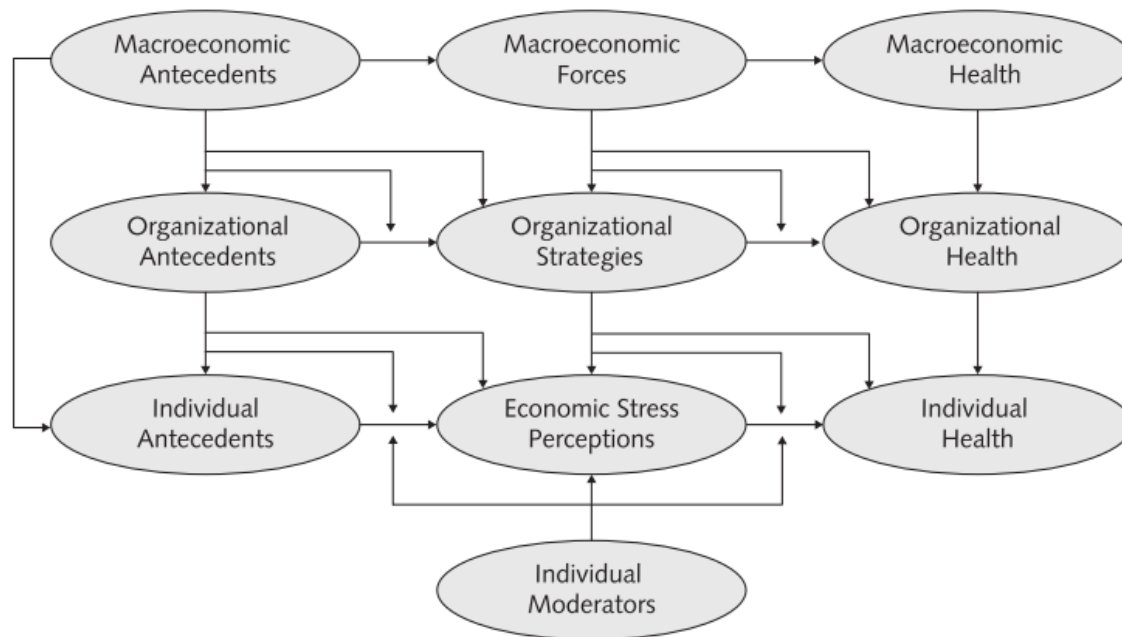 Macroeconomic
Antecedents
Macroeconomic
Forces
Macroeconomic
Health
Organizational
Antecedents
Organizational
Strategies
Organizational
Health
Individual
Antecedents
Economic Stress
Perceptions
Individual
Health
Individual
Moderators